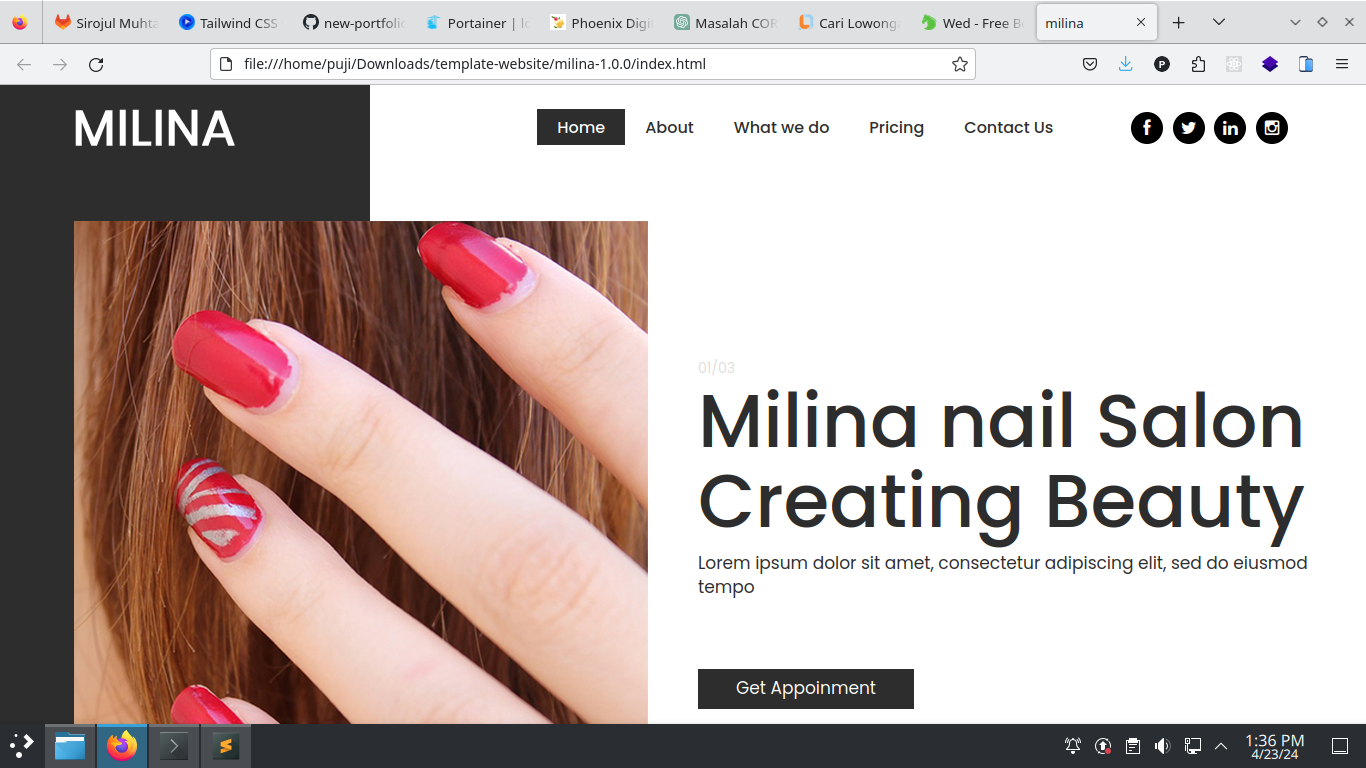 Sirojul Muhta
Tailwind CSS
new-portfolio
Portainer | lo
Phoenix Digit
Masalah COR
Cari Lowonga
Wed - Free B
milina
file:///home/puji/Downloads/template-website/milina-1.0.0/index.html
MILINA
Home About What we do Pricing Contact Us
01/03
Milina nail Salon
Creating Beauty
Lorem ipsum dolor sit amet, consectetur adipiscing elit, sed do eiusmod
tempo
Get Appoinment
1:36 PM
4/23/24